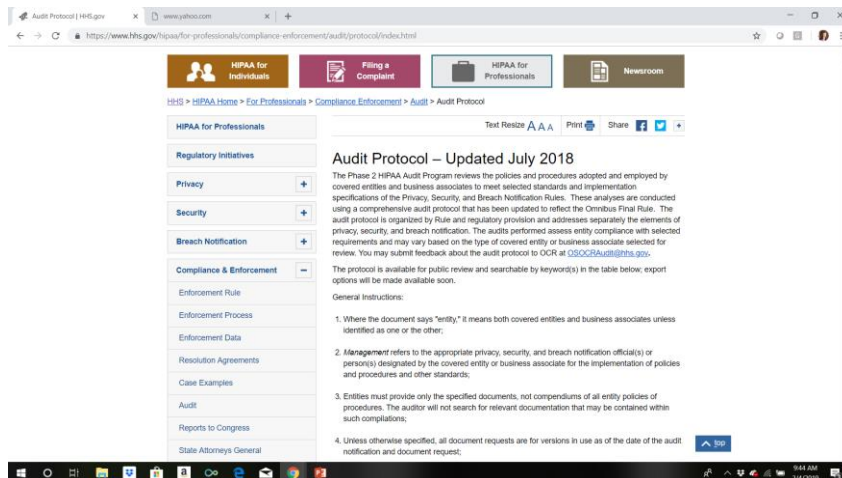 Audit Protocol | HHS.gov
www.yahoo.com
https://www.hhs.gov/hipaa/for-professionals/compliance-enforcement/audit/protocol/index.html
HIPAA for
Individuals
Filing a
Complaint
HIPAA for
Professionals
Newsroom
HHS > HIPAA Home > For Professionals > Compliance Enforcement > Audit > Audit Protocol
HIPAA for Professionals
Regulatory Initiatives
Privacy
Security
Breach Notification
Compliance & Enforcement
Enforcement Rule
Enforcement Process
Enforcement Data
Resolution Agreements
Case Examples
Audit
Reports to Congress
State Attorneys General
Text Resize A A A Print Share
Audit Protocol – Updated July 2018
The Phase 2 HIPAA Audit Program reviews the policies and procedures adopted and employed by
covered entities and business associates to meet selected standards and implementation
specifications of the Privacy, Security, and Breach Notification Rules. These analyses are conducted
using a comprehensive audit protocol that has been updated to reflect the Omnibus Final Rule. The
audit protocol is organized by Rule and regulatory provision and addresses separately the elements of
privacy, security, and breach notification. The audits performed assess entity compliance with selected
requirements and may vary based on the type of covered entity or business associate selected for
review. You may submit feedback about the audit protocol to OCR at OSOCRAudit@hhs.gov.
The protocol is available for public review and searchable by keyword(s) in the table below; export
options will be made available soon.
General Instructions:
1. Where the document says "entity," it means both covered entities and business associates unless
identified as one or the other;
2. Management refers to the appropriate privacy, security, and breach notification official(s) or
person(s) designated by the covered entity or business associate for the implementation of policies
and procedures and other standards;
3. Entities must provide only the specified documents, not compendiums of all entity policies of
procedures. The auditor will not search for relevant documentation that may be contained within
such compilations;
4. Unless otherwise specified, all document requests are for versions in use as of the date of the audit
notification and document request;
top
9:44 AM